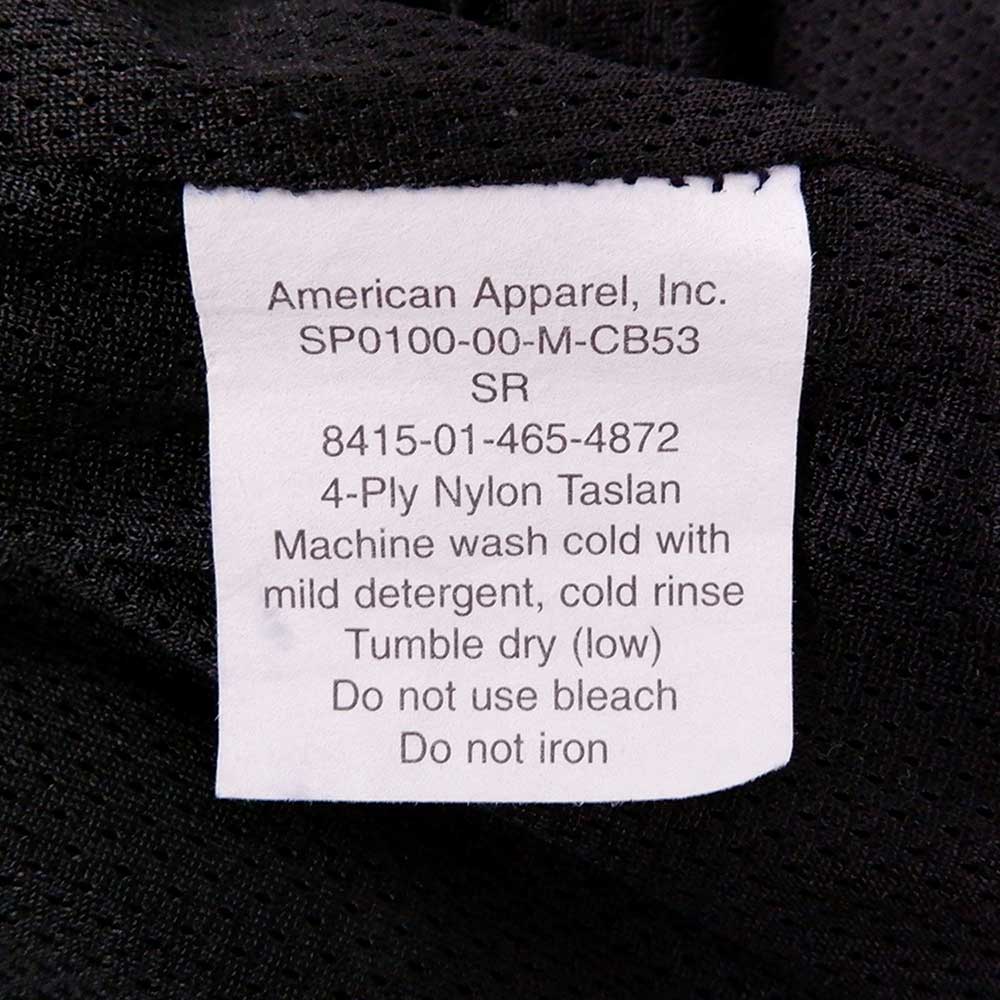 American Apparel, Inc.
SP0100-00-M-CB53
SR
8415-01-465-4872
4-Ply Nylon Taslan
Machine wash cold with
mild detergent, cold rinse
Tumble dry (low)
Do not use bleach
Do not iron